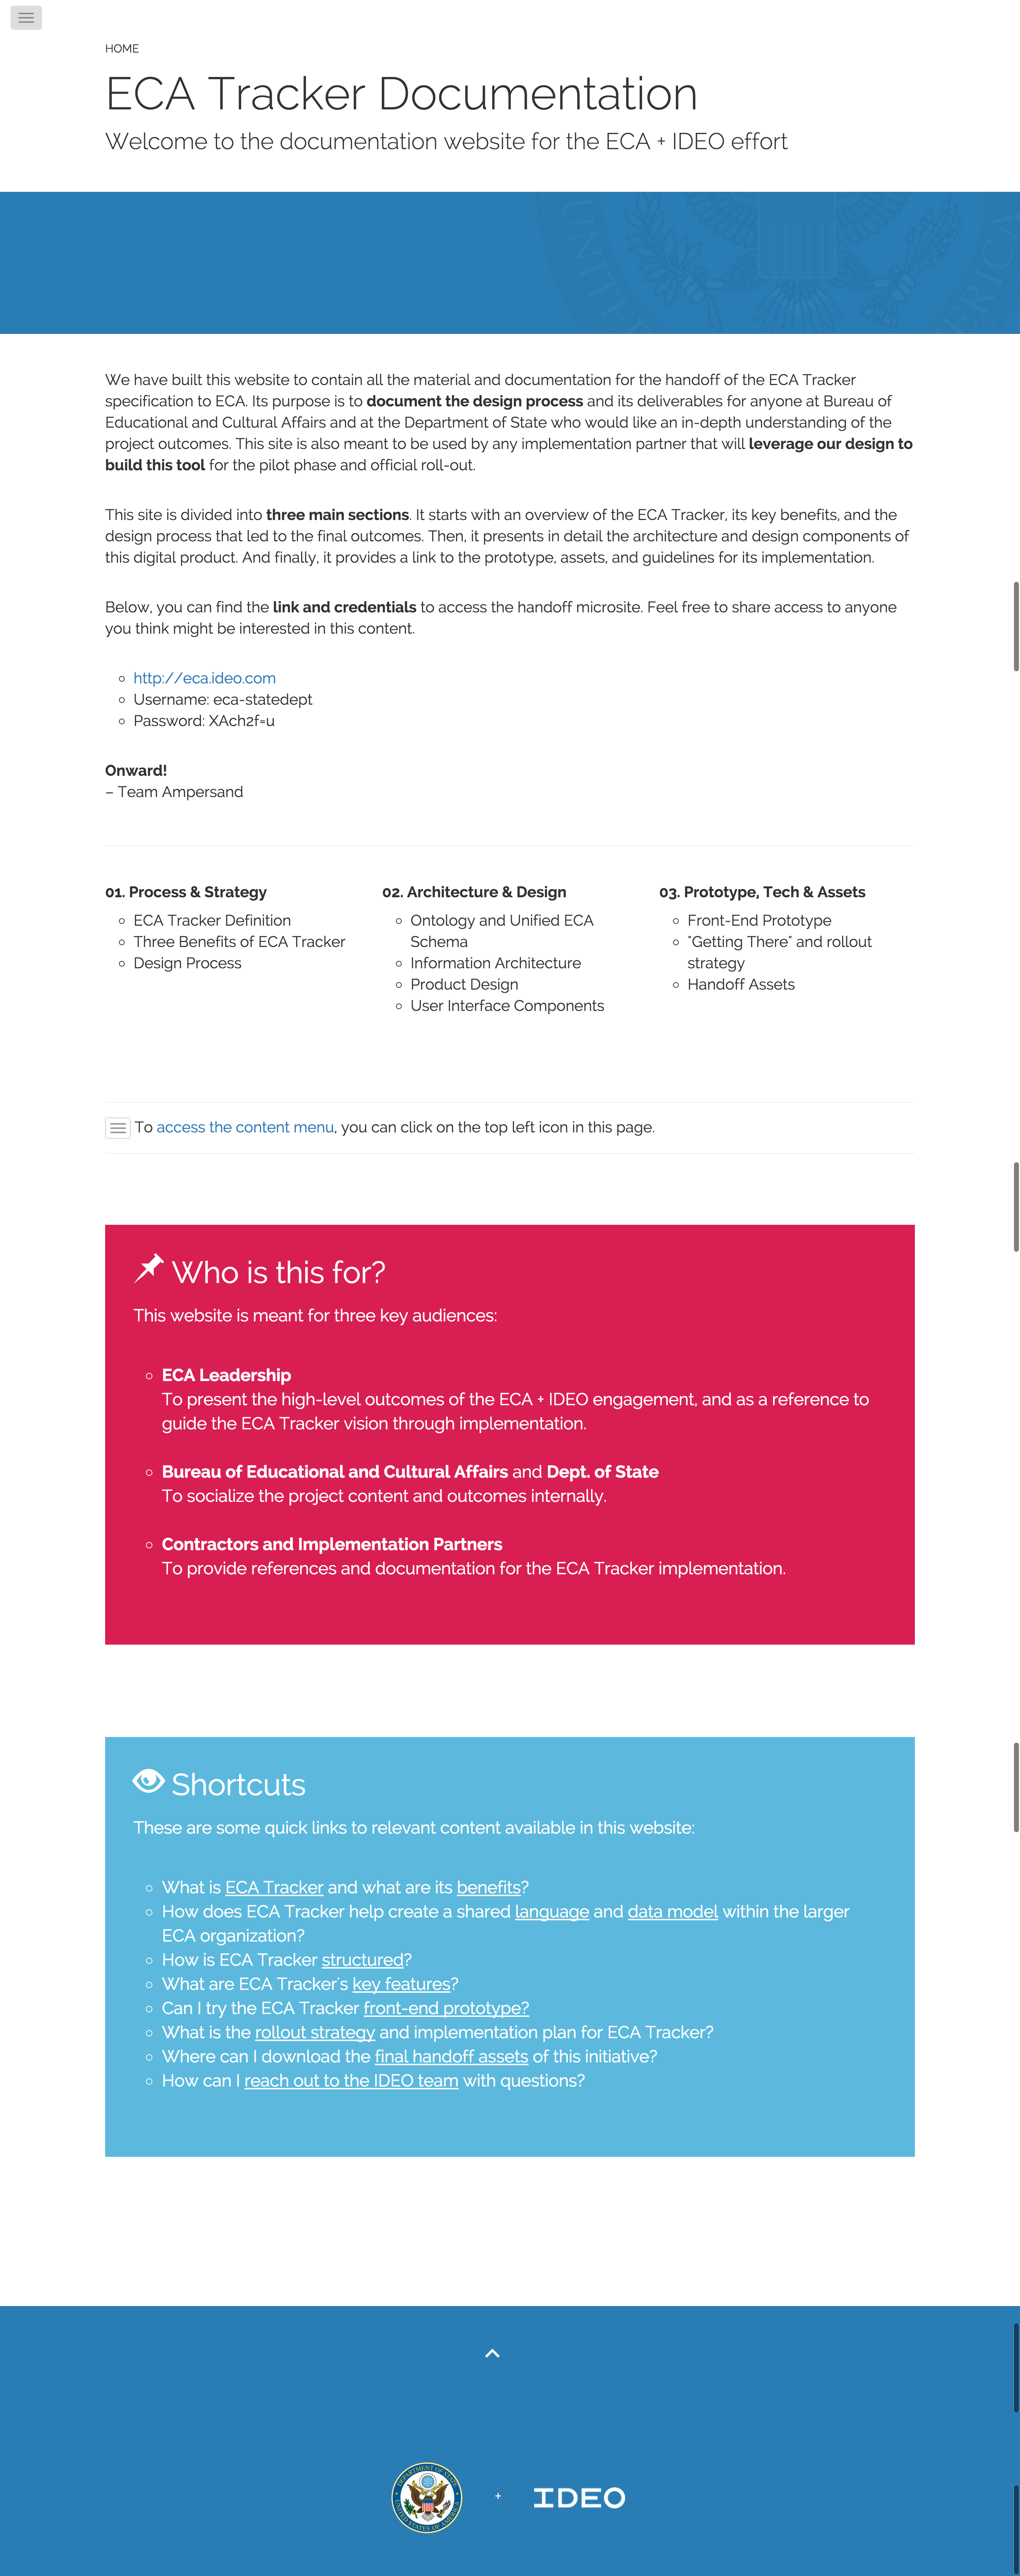 HOME
ECA Tracker Documentation
Welcome to the documentation website for the ECA + IDEO effort
UNITED
ERICA
We have built this website to contain all the material and documentation for the handoff of the ECA Tracker
specification to ECA. Its purpose is to document the design process and its deliverables for anyone at Bureau of
Educational and Cultural Affairs and at the Department of State who would like an in-depth understanding of the
project outcomes. This site is also meant to be used by any implementation partner that will leverage our design to
build this tool for the pilot phase and official roll-out.
This site is divided into three main sections. It starts with an overview of the ECA Tracker, its key benefits, and the
design process that led to the final outcomes. Then, it presents in detail the architecture and design components of
this digital product. And finally, it provides a link to the prototype, assets, and guidelines for its implementation.
Below, you can find the link and credentials to access the handoff microsite. Feel free to share access to anyone
you think might be interested in this content.
http://eca.ideo.com
Username: eca-statedept
Password: XAch2f=u
Onward!
– Team Ampersand
01. Process & Strategy
ECA Tracker Definition
Three Benefits of ECA Tracker
Design Process
02. Architecture & Design
Ontology and Unified ECA
Schema
Information Architecture
Product Design
User Interface Components
03. Prototype, Tech & Assets
Front-End Prototype
"Getting There" and rollout
strategy
Handoff Assets
To access the content menu, you can click on the top left icon in this page.
Who is this for?
This website is meant for three key audiences:
ECA Leadership
To present the high-level outcomes of the ECA + IDEO engagement, and as a reference to
guide the ECA Tracker vision through implementation.
Bureau of Educational and Cultural Affairs and Dept. of State
To socialize the project content and outcomes internally.
Contractors and Implementation Partners
To provide references and documentation for the ECA Tracker implementation.
Shortcuts
These are some quick links to relevant content available in this website:
What is ECA Tracker and what are its benefits?
How does ECA Tracker help create a shared language and data model within the larger
ECA organization?
How is ECA Tracker structured?
What are ECA Tracker's key features?
Can I try the ECA Tracker front-end prototype?
What is the rollout strategy and implementation plan for ECA Tracker?
Where can I download the final handoff assets of this initiative?
How can I reach out to the IDEO team with questions?
DEPARTMENT OF STATE
UNITED STATES OF AMERICA
+
IDEO